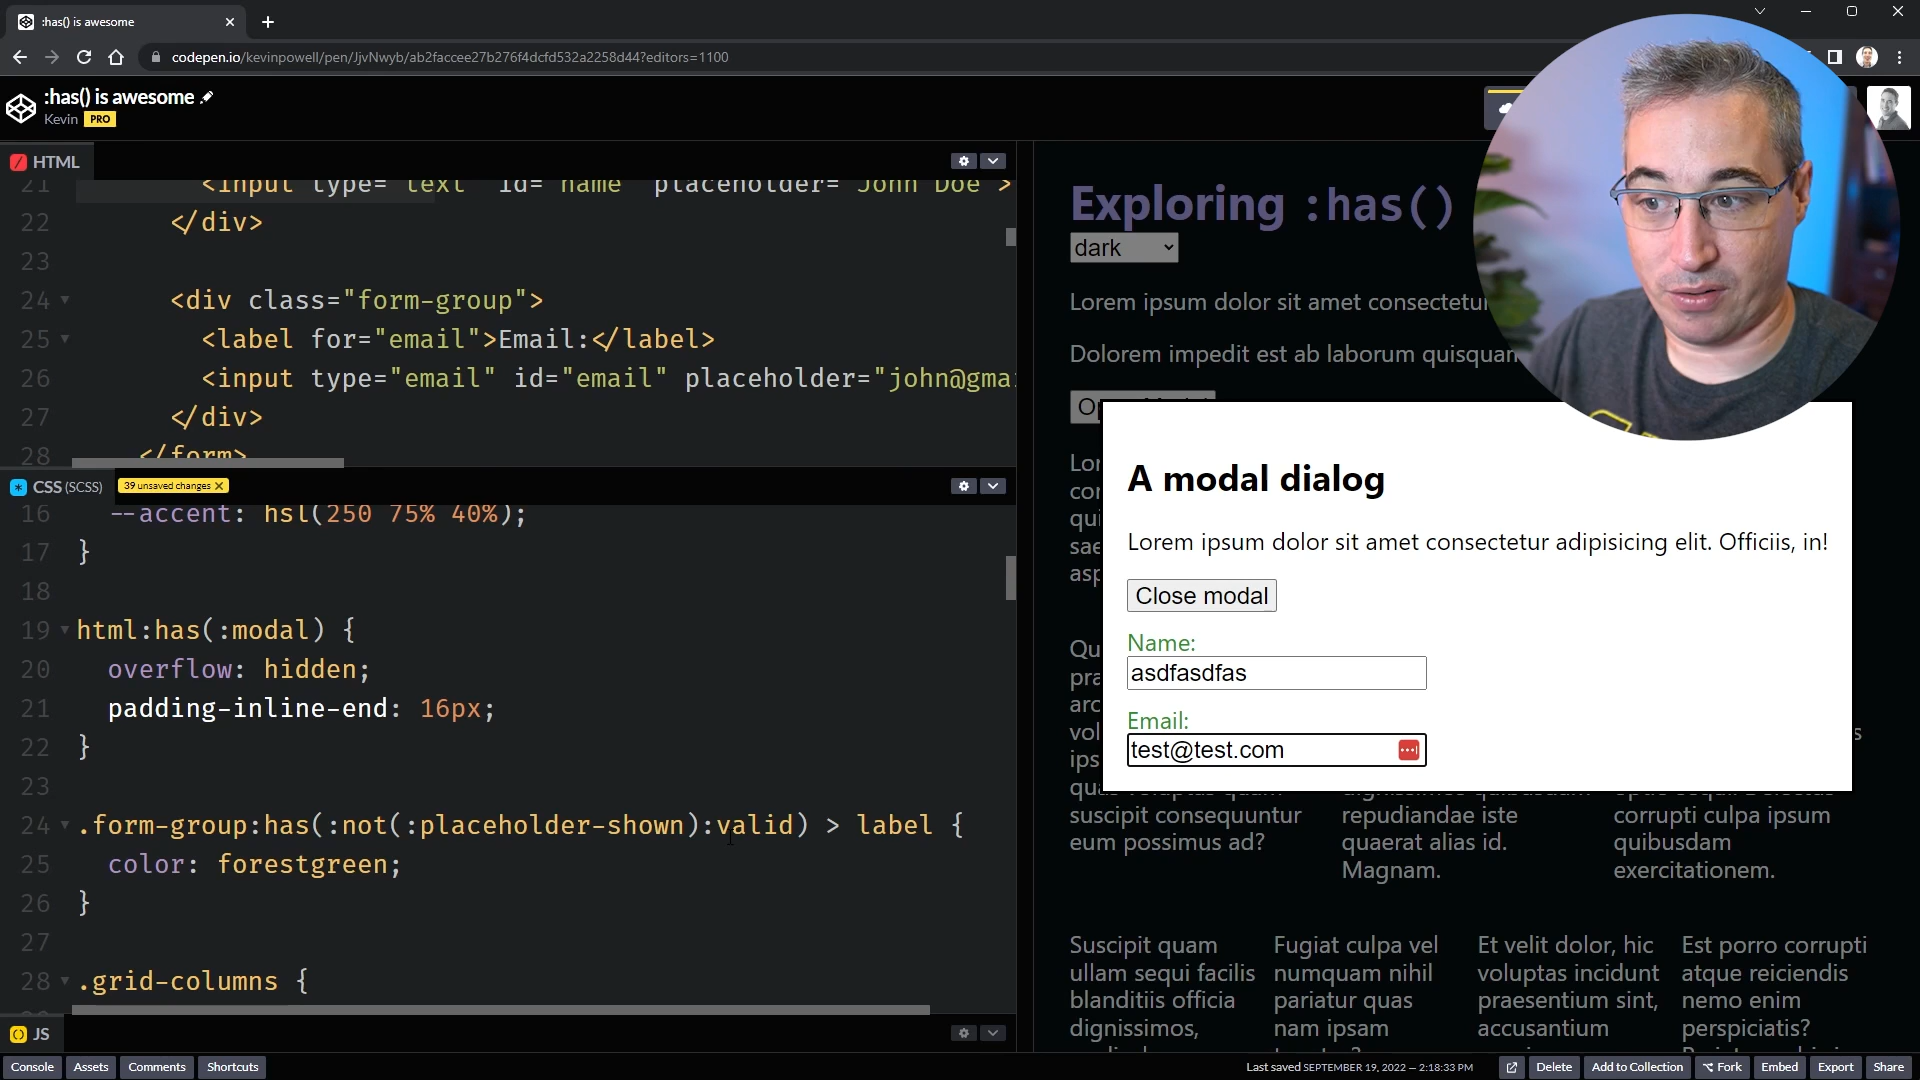 :has() is awesome
codepen.io/kevinpowell/pen/JjvNwyb/ab2faccee27b276f4dcfd532a2258d44?editors=1100
:has() is awesome
Kevin PRO
HTML
21 <input type="text" id="name" placeholder="John Doe">
22 </div>
23
24 <div class="form-group">
25 <label for="email">Email:</label>
26 <input type="email" id="email" placeholder="john@gma
27 </div>
28 </form>
CSS (SCSS) 39 unsaved changes X
16 --accent: hsl(250 75% 40%);
17 }
18
19 html:has(:modal) {
20 overflow: hidden;
21 padding-inline-end: 16px;
22 }
23
24 .form-group:has(:not(:placeholder-shown):valid) > label {
25 color: forestgreen;
26 }
27
28 .grid-columns {
JS
Exploring :has()
dark
Lorem ipsum dolor sit amet consectetur
Dolorem impedit est ab laborum quisquam
A modal dialog
Lorem ipsum dolor sit amet consectetur adipisicing elit. Officiis, in!
Close modal
Name:
asdfasdfas
Email:
test@test.com
suscipit consequuntur
eum possimus ad?
repudiandae iste
quaerat alias id.
Magnam.
corrupti culpa ipsum
quibusdam
exercitationem.
Suscipit quam
ullam sequi facilis
blanditiis officia
dignissimos,
Fugiat culpa vel
numquam nihil
pariatur quas
nam ipsam
Et velit dolor, hic
voluptas incidunt
praesentium sint,
accusantium
Est porro corrupti
atque reiciendis
nemo enim
perspiciatis?
Console Assets Comments Shortcuts
Last saved SEPTEMBER 19, 2022 — 2:18:33 PM
Delete Add to Collection Fork Embed Export Share